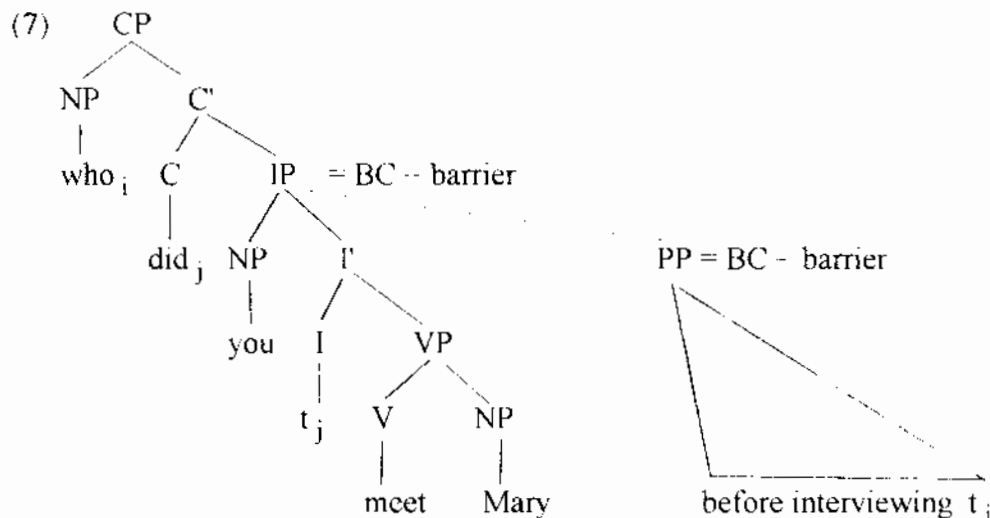 (7) CP
NP C'
who i C IP = BC - barrier
did j NP I' PP = BC - barrier
you I VP
t j V NP
meet Mary before interviewing t i